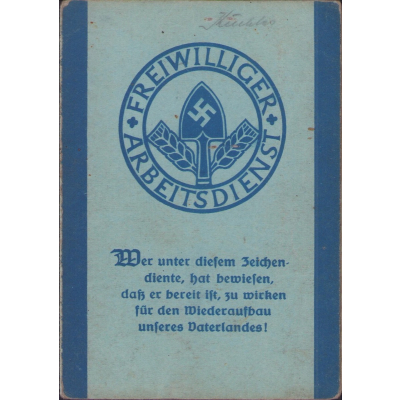 FREIWILLIGER
ARBEITSDIENST
Wer unter diesem Zeichen-
diente, hat bewiesen,
daß er bereit ist, zu wirken
für den Wiederaufbau
unseres Vaterlandes!